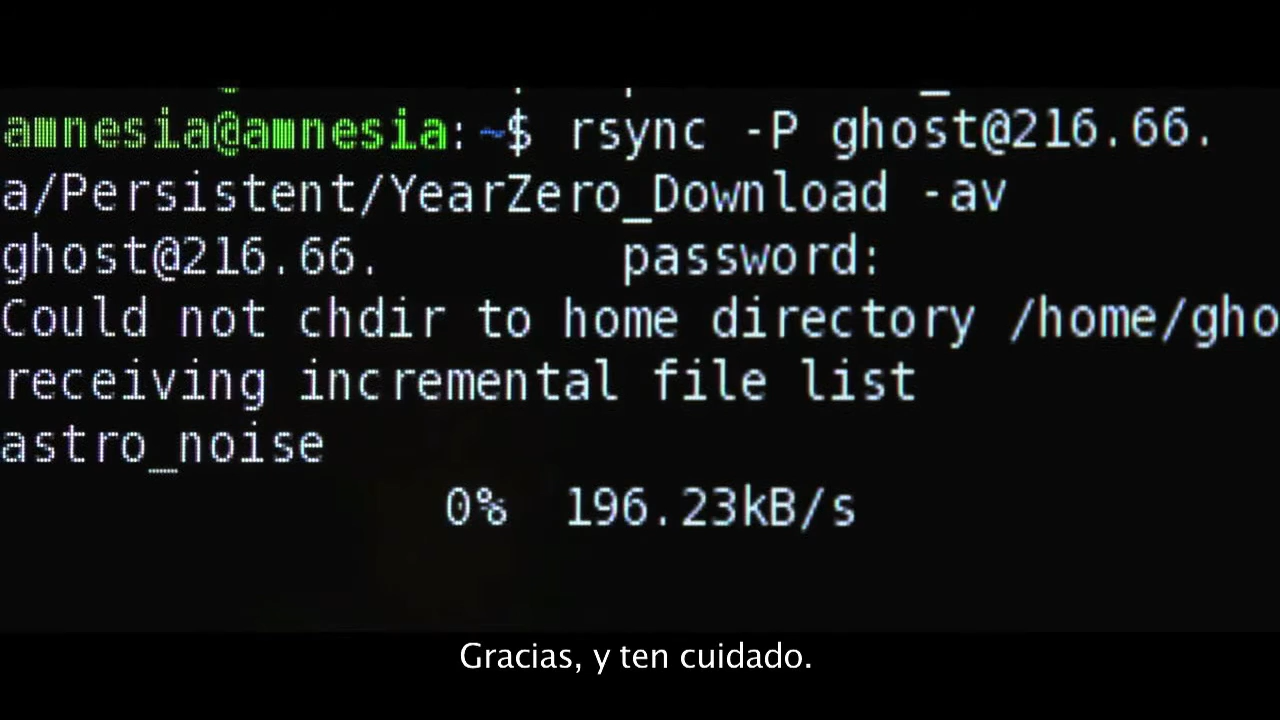 amnesia@amnesia:~$ rsync -P ghost@216.66.
a/Persistent/YearZero_Download -av
ghost@216.66. password:
Could not chdir to home directory /home/gho
receiving incremental file list
astro_noise
0% 196.23kB/s
Gracias, y ten cuidado.